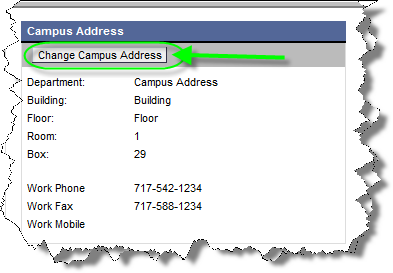 Campus Address
Change Campus Address
Department: Campus Address
Building: Building
Floor: Floor
Room: 1
Box: 29
Work Phone 717-542-1234
Work Fax 717-588-1234
Work Mobile